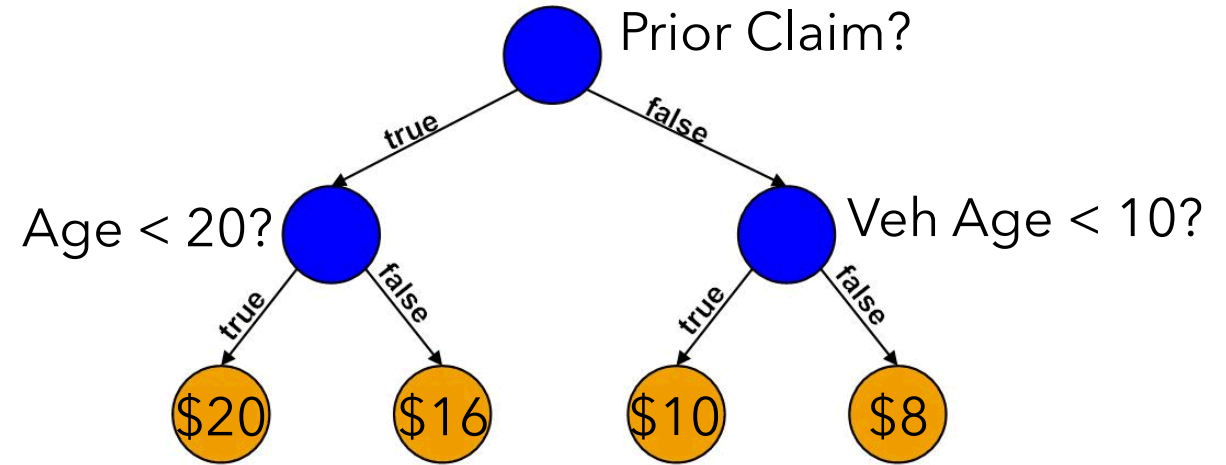 Prior Claim?
true
false
Age < 20?
Veh Age < 10?
true
false
true
false
$20
$16
$10
$8